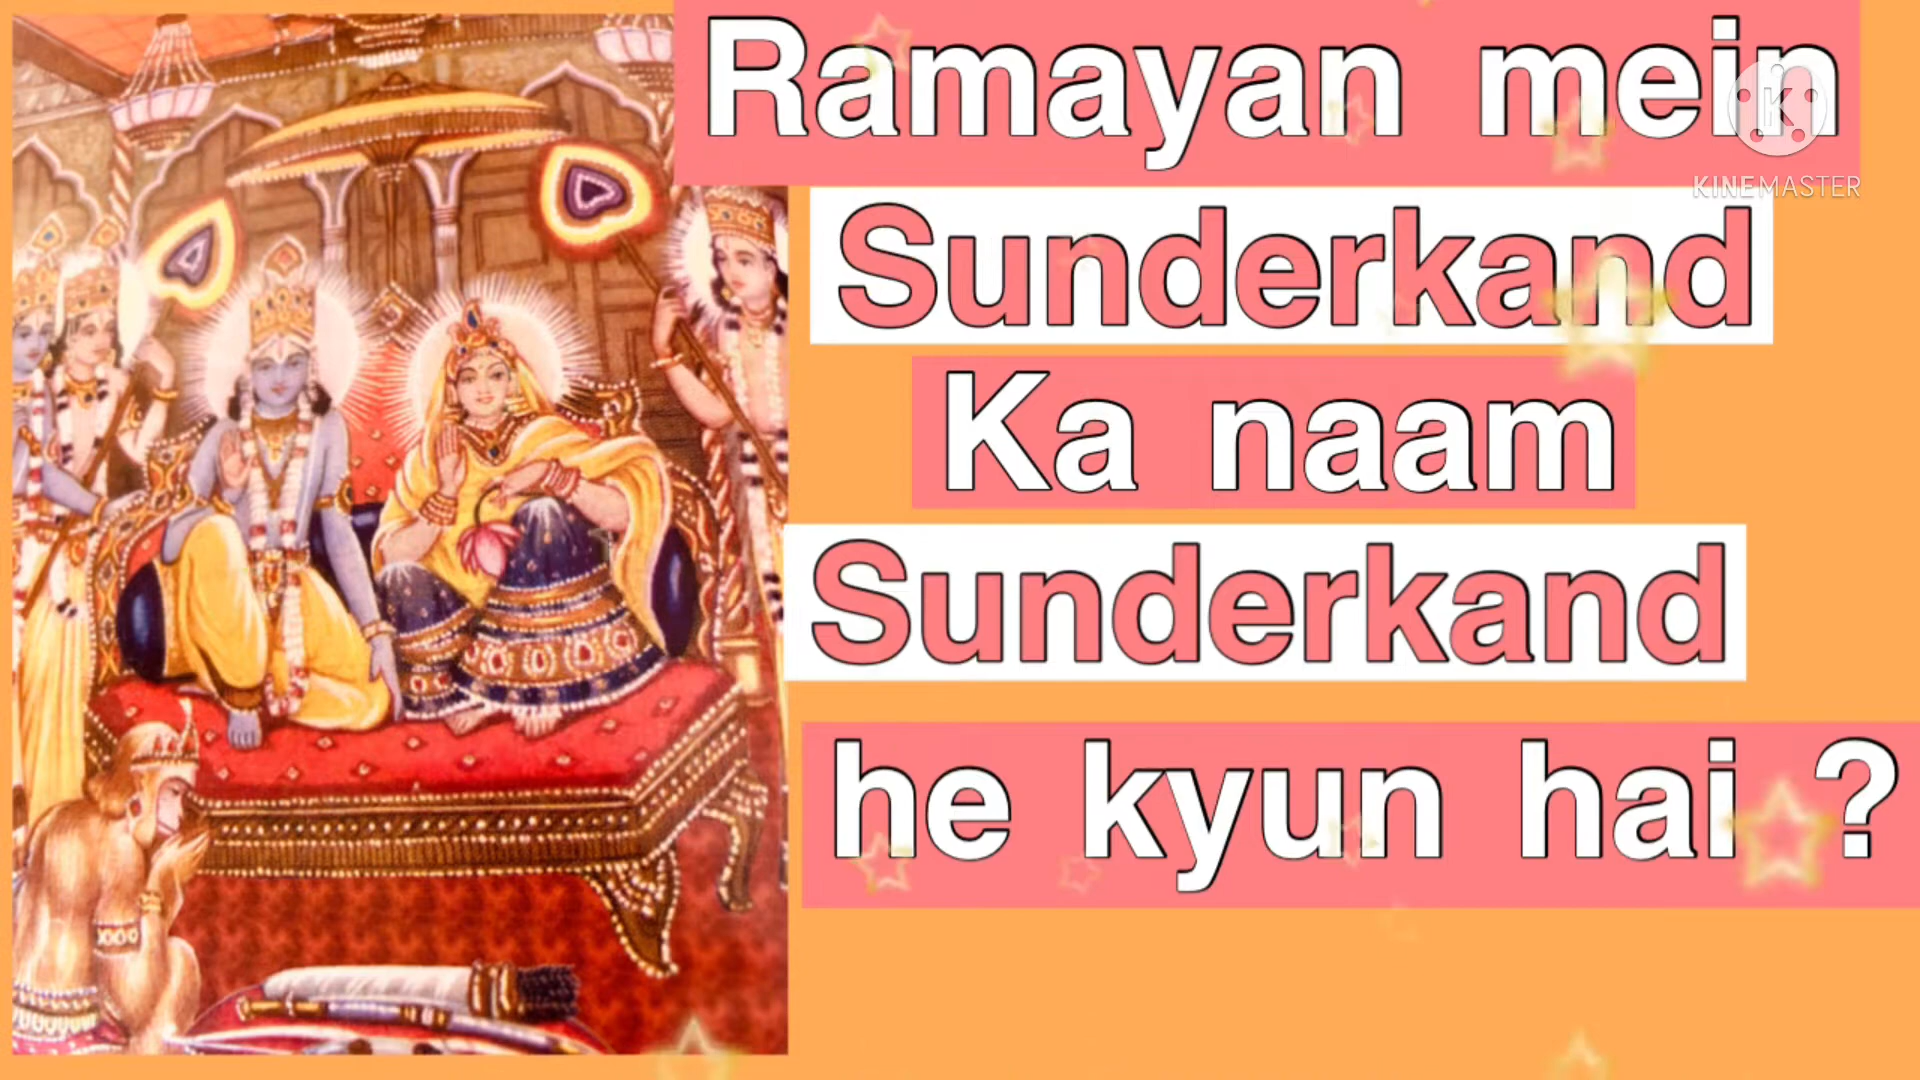 Ramayan mein
KINEMASTER
Sunderkand
Ka naam
Sunderkand
he kyun hai ?